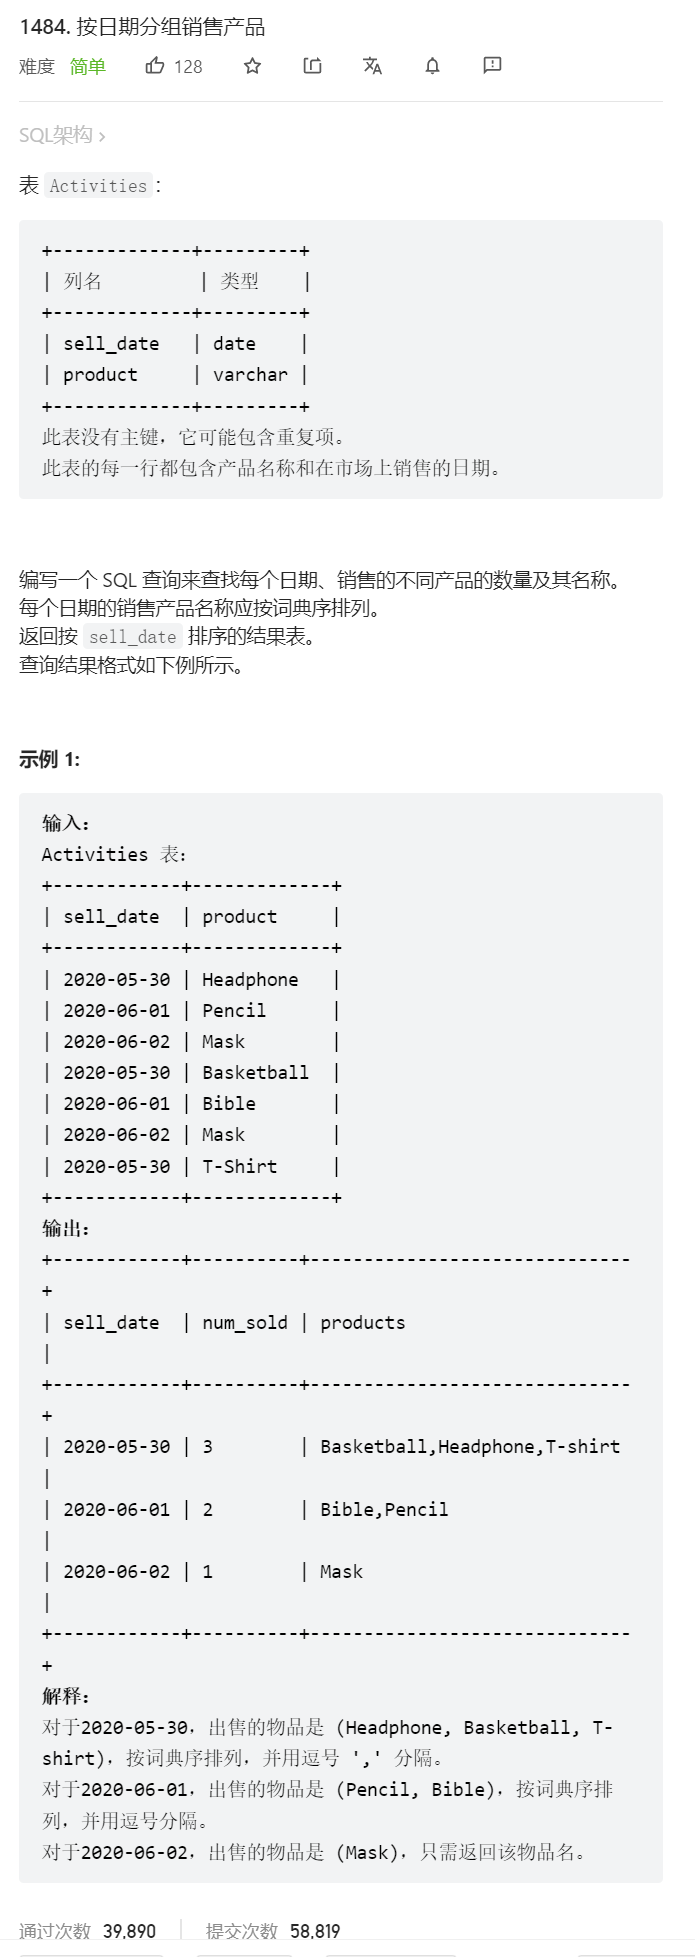 1484. 按日期分组销售产品
难度 简单 128
SQL架构 >
表 Activities：
+-------------+---------+
| 列名         | 类型    |
+-------------+---------+
| sell_date   | date    |
| product     | varchar |
+-------------+---------+
此表没有主键，它可能包含重复项。
此表的每一行都包含产品名称和在市场上销售的日期。
编写一个 SQL 查询来查找每个日期、销售的不同产品的数量及其名称。
每个日期的销售产品名称应按词典序排列。
返回按 sell_date 排序的结果表。
查询结果格式如下例所示。
示例 1:
输入：
Activities 表：
+------------+-------------+
| sell_date  | product     |
+------------+-------------+
| 2020-05-30 | Headphone   |
| 2020-06-01 | Pencil      |
| 2020-06-02 | Mask        |
| 2020-05-30 | Basketball  |
| 2020-06-01 | Bible       |
| 2020-06-02 | Mask        |
| 2020-05-30 | T-Shirt     |
+------------+-------------+
输出：
+------------+----------+------------------------------
+
| sell_date  | num_sold | products
|
+------------+----------+------------------------------
+
| 2020-05-30 | 3        | Basketball,Headphone,T-shirt
|
| 2020-06-01 | 2        | Bible,Pencil
|
| 2020-06-02 | 1        | Mask
|
+------------+----------+------------------------------
+
解释：
对于2020-05-30，出售的物品是 (Headphone, Basketball, T-
shirt)，按词典序排列，并用逗号 ',' 分隔。
对于2020-06-01，出售的物品是 (Pencil, Bible)，按词典序排
列，并用逗号分隔。
对于2020-06-02，出售的物品是 (Mask)，只需返回该物品名。
通过次数 39,890 提交次数 58,819